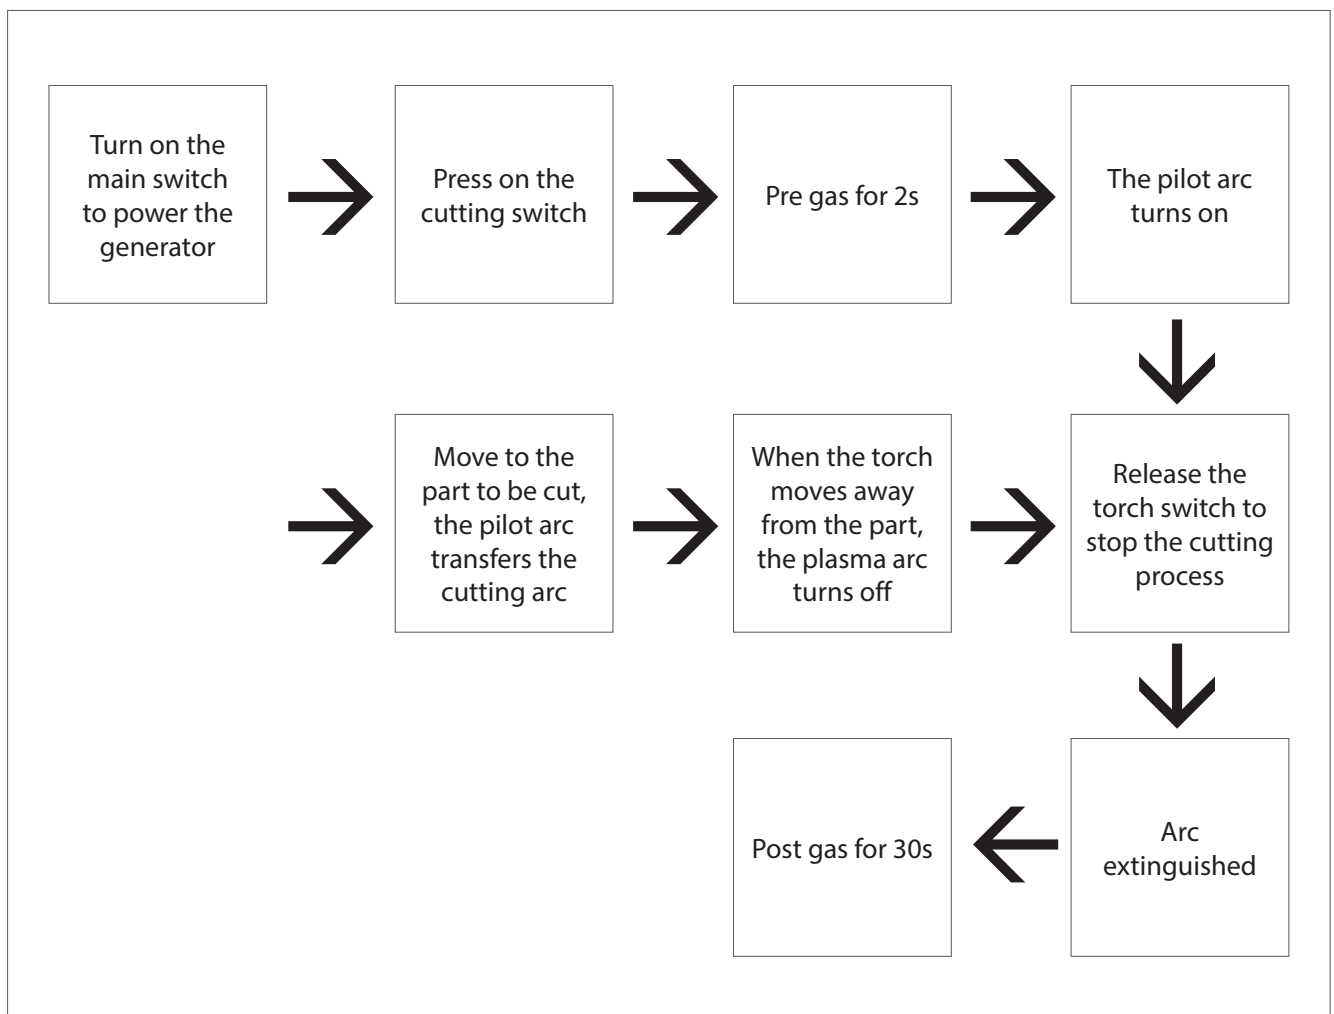 Turn on the
main switch
to power the
generator
Press on the
cutting switch
Pre gas for 2s
The pilot arc
turns on
Move to the
part to be cut,
the pilot arc
transfers the
cutting arc
When the torch
moves away
from the part,
the plasma arc
turns off
Release the
torch switch to
stop the cutting
process
Post gas for 30s
Arc
extinguished